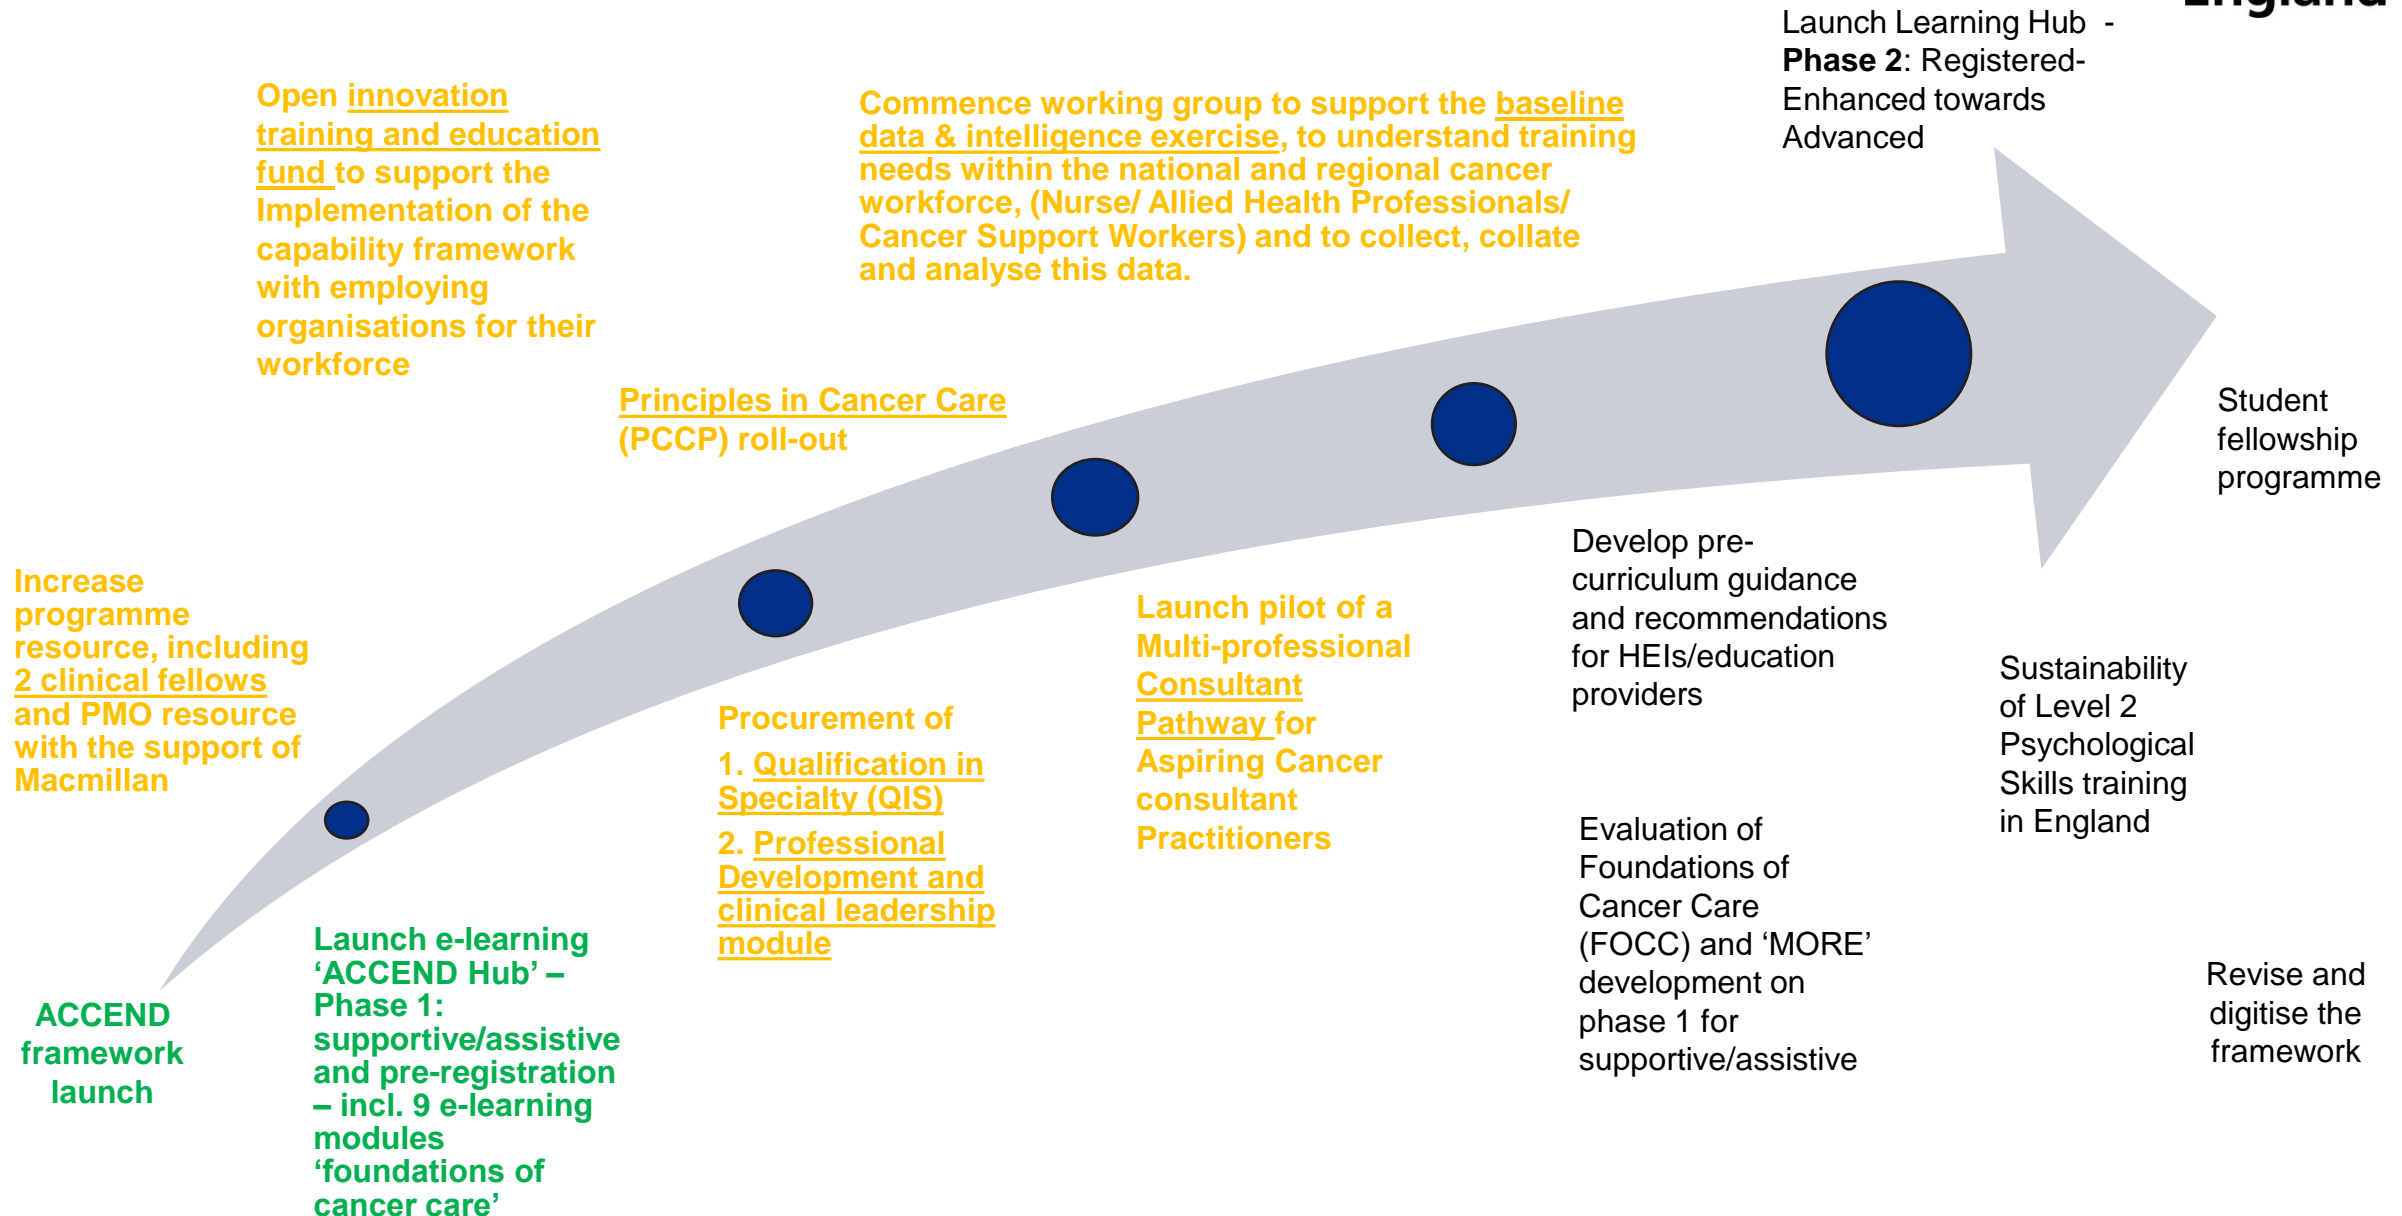 England
Launch Learning Hub -
Phase 2: Registered-
Enhanced towards
Advanced
Open innovation
training and education
fund to support the
Implementation of the
capability framework
with employing
organisations for their
workforce
Commence working group to support the baseline
data & intelligence exercise, to understand training
needs within the national and regional cancer
workforce, (Nurse/ Allied Health Professionals/
Cancer Support Workers) and to collect, collate
and analyse this data.
Principles in Cancer Care
(PCCP) roll-out
Student
fellowship
programme
Increase
programme
resource, including
2 clinical fellows
and PMO resource
with the support of
Macmillan
Procurement of
1. Qualification in
Specialty (QIS)
2. Professional
Development and
clinical leadership
module
Launch pilot of a
Multi-professional
Consultant
Pathway for
Aspiring Cancer
consultant
Practitioners
Develop pre-
curriculum guidance
and recommendations
for HEIs/education
providers
Sustainability
of Level 2
Psychological
Skills training
in England
Evaluation of
Foundations of
Cancer Care
(FOCC) and ‘MORE’
development on
phase 1 for
supportive/assistive
ACCEND
framework
launch
Launch e-learning
‘ACCEND Hub’ –
Phase 1:
supportive/assistive
and pre-registration
– incl. 9 e-learning
modules
‘foundations of
cancer care’
Revise and
digitise the
framework